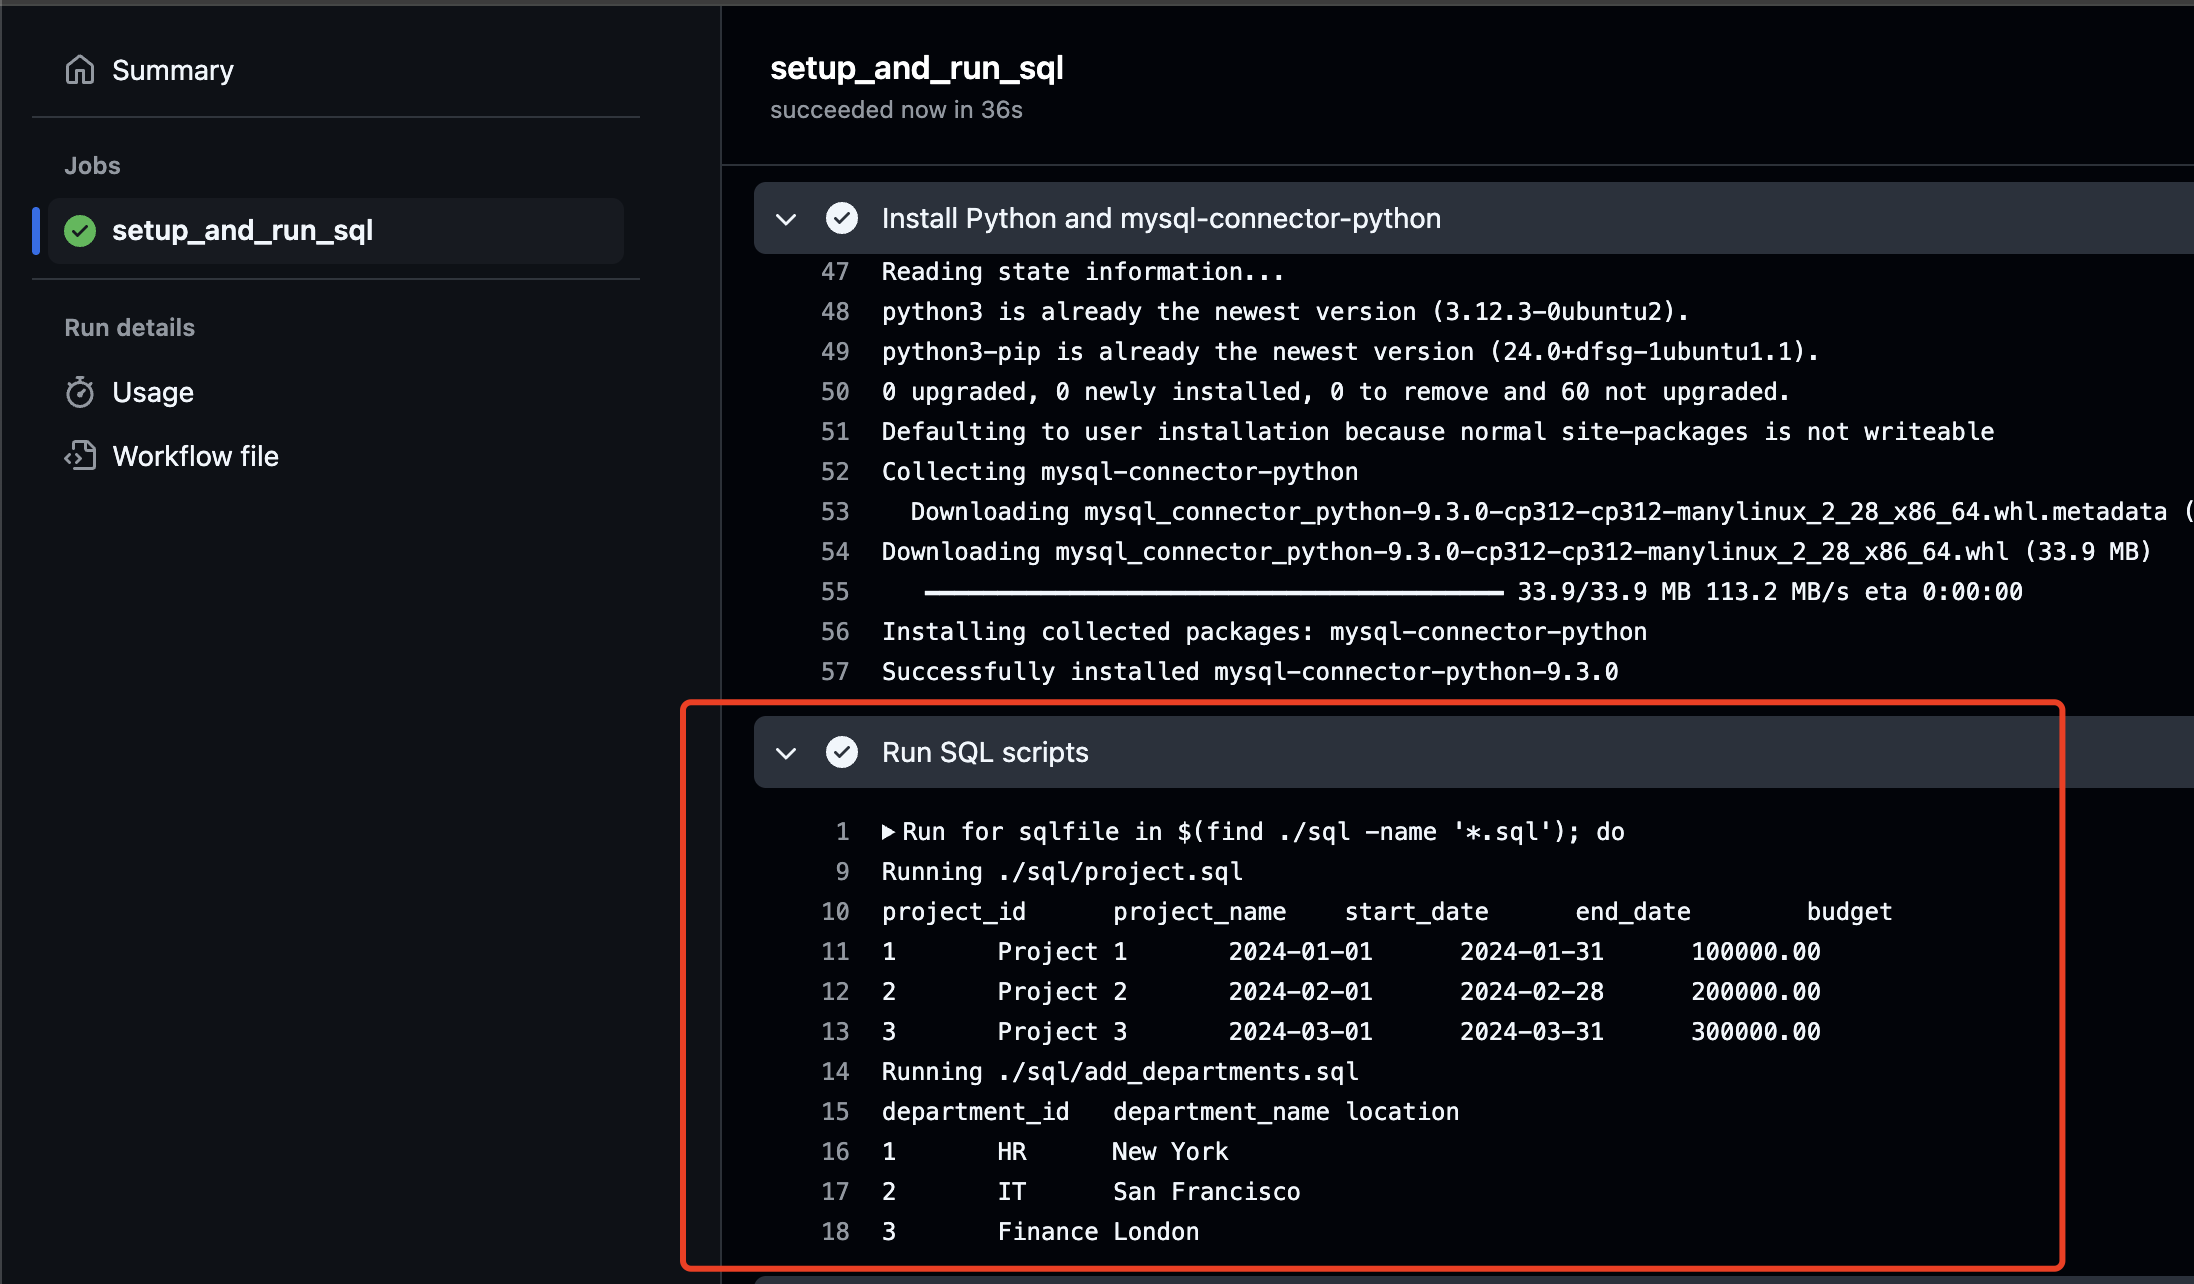 Summary
Jobs
setup_and_run_sql
Run details
Usage
Workflow file
setup_and_run_sql
succeeded now in 36s
Install Python and mysql-connector-python
47 Reading state information...
48 python3 is already the newest version (3.12.3-0ubuntu2).
49 python3-pip is already the newest version (24.0+dfsg-1ubuntu1.1).
50 0 upgraded, 0 newly installed, 0 to remove and 60 not upgraded.
51 Defaulting to user installation because normal site-packages is not writeable
52 Collecting mysql-connector-python
53 Downloading mysql_connector_python-9.3.0-cp312-cp312-manylinux_2_28_x86_64.whl.metadata (
54 Downloading mysql_connector_python-9.3.0-cp312-cp312-manylinux_2_28_x86_64.whl (33.9 MB)
55 33.9/33.9 MB 113.2 MB/s eta 0:00:00
56 Installing collected packages: mysql-connector-python
57 Successfully installed mysql-connector-python-9.3.0
Run SQL scripts
1 Run for sqlfile in $(find ./sql -name '*.sql'); do
9 Running ./sql/project.sql
10 project_id project_name start_date end_date budget
11 1 Project 1 2024-01-01 2024-01-31 100000.00
12 2 Project 2 2024-02-01 2024-02-28 200000.00
13 3 Project 3 2024-03-01 2024-03-31 300000.00
14 Running ./sql/add_departments.sql
15 department_id department_name location
16 1 HR New York
17 2 IT San Francisco
18 3 Finance London